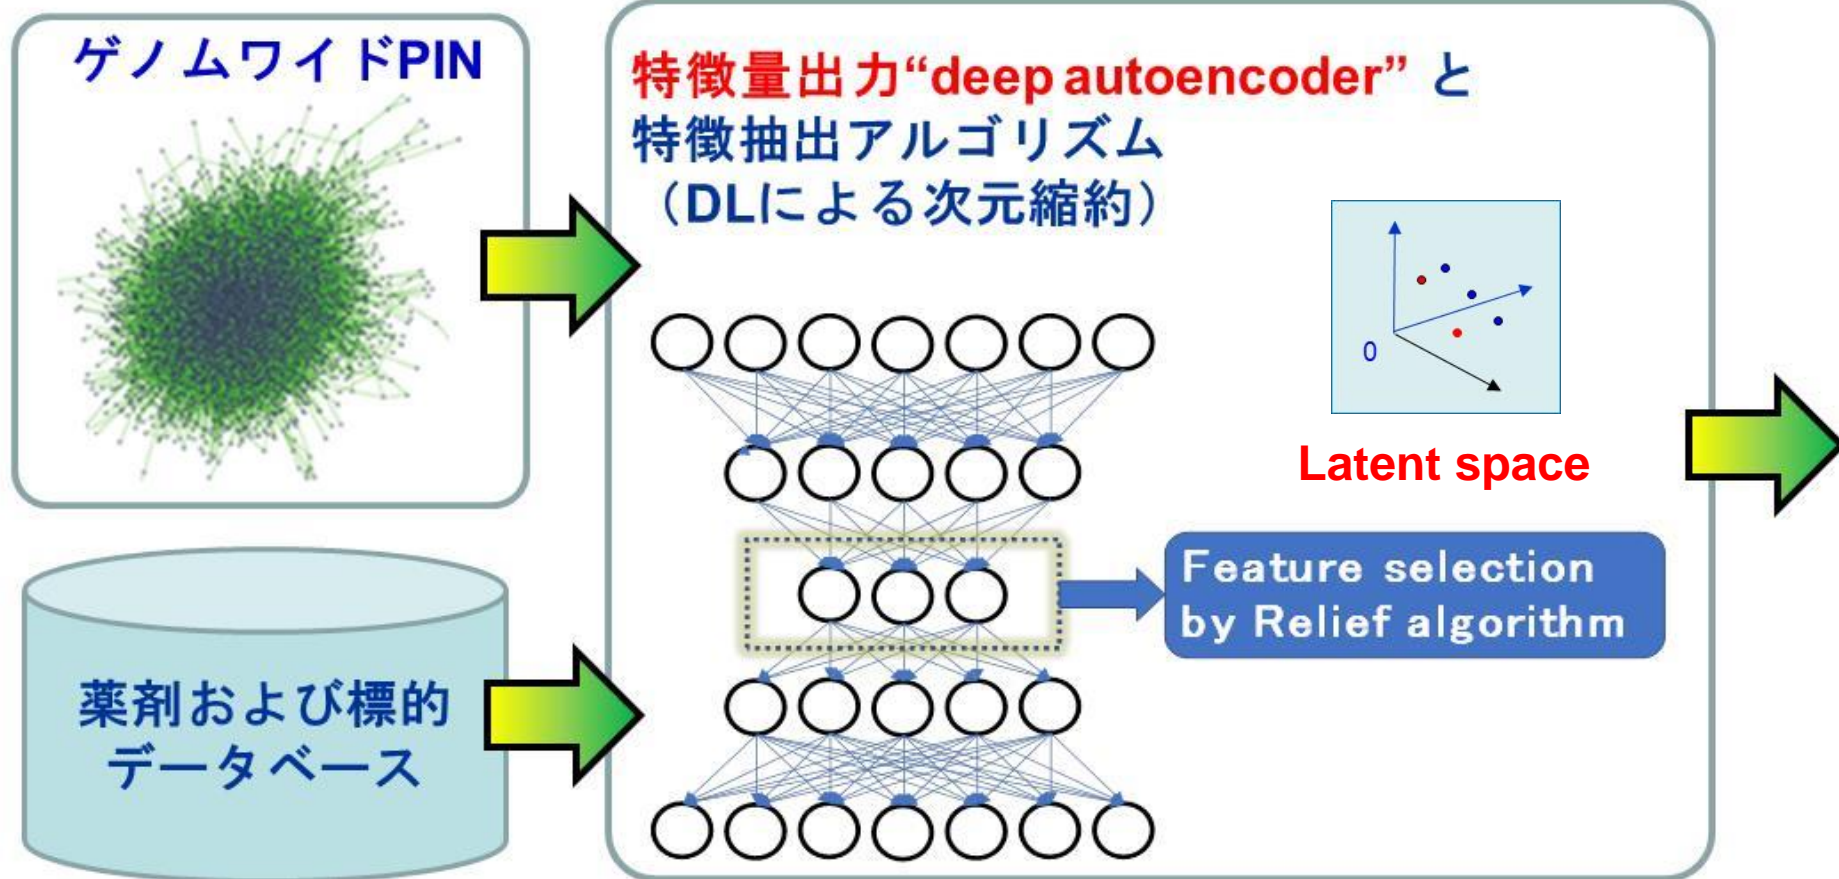 ゲノムワイドPIN
特徴量出力“deep autoencoder” と
特徴抽出アルゴリズム
（DLによる次元縮約）
0
Latent space
Feature selection
by Relief algorithm
薬剤および標的
データベース